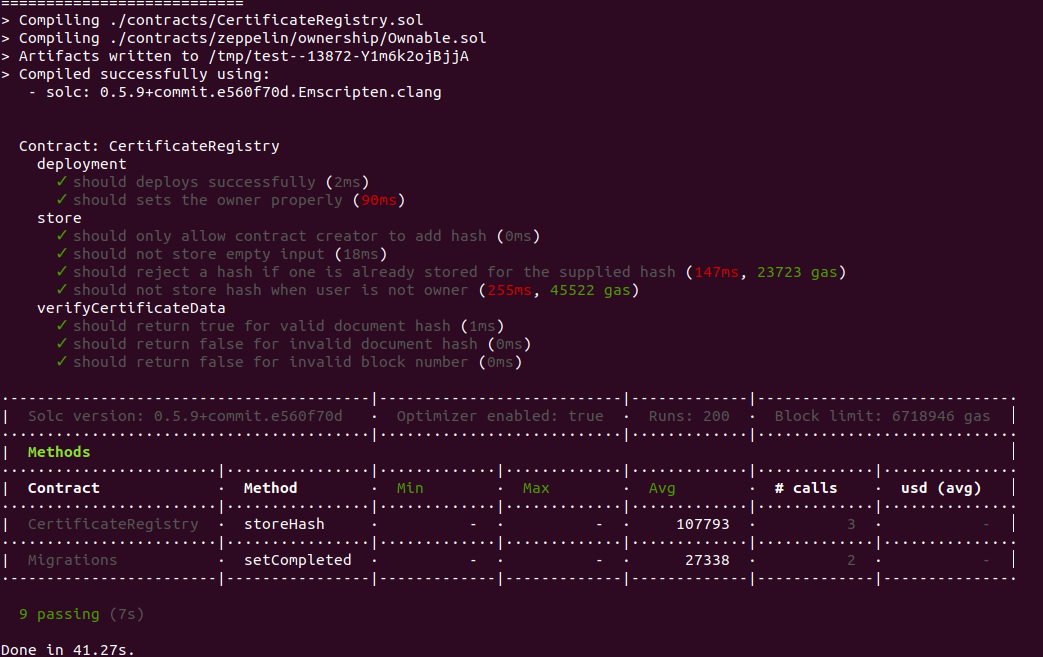 ===========================
> Compiling ./contracts/CertificateRegistry.sol
> Compiling ./contracts/zeppelin/ownership/Ownable.sol
> Artifacts written to /tmp/test--13872-Y1m6k2ojBjjA
> Compiled successfully using:
   - solc: 0.5.9+commit.e560f70d.Emscripten.clang
  Contract: CertificateRegistry
    deployment
      ✓ should deploys successfully (2ms)
      ✓ should sets the owner properly (90ms)
    store
      ✓ should only allow contract creator to add hash (0ms)
      ✓ should not store empty input (18ms)
      ✓ should reject a hash if one is already stored for the supplied hash (147ms, 23723 gas)
      ✓ should not store hash when user is not owner (255ms, 45522 gas)
    verifyCertificateData
      ✓ should return true for valid document hash (1ms)
      ✓ should return false for invalid document hash (0ms)
      ✓ should return false for invalid block number (0ms)
| Solc version: 0.5.9+commit.e560f70d · Optimizer enabled: true · Runs: 200 · Block limit: 6718946 gas |
| Methods |
| Contract · Method · Min · Max · Avg · # calls · usd (avg) |
| CertificateRegistry · storeHash · - · - · 107793 · 3 · - |
| Migrations · setCompleted · - · - · 27338 · 2 · - |
  9 passing (7s)
Done in 41.27s.